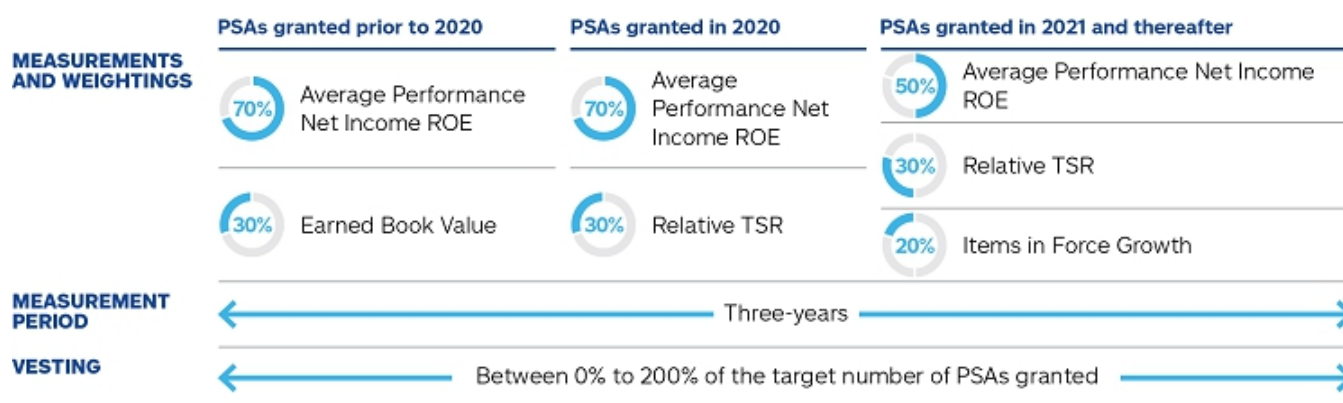 PSAs granted prior to 2020
PSAs granted in 2020
PSAs granted in 2021 and thereafter
MEASUREMENTS
AND WEIGHTINGS
70%
Average Performance
Net Income ROE
70%
Average
Performance Net
Income ROE
50%
Average Performance Net Income
ROE
30%
Relative TSR
30%
Earned Book Value
30%
Relative TSR
20%
Items in Force Growth
MEASUREMENT
PERIOD
Three-years
VESTING
Between 0% to 200% of the target number of PSAs granted